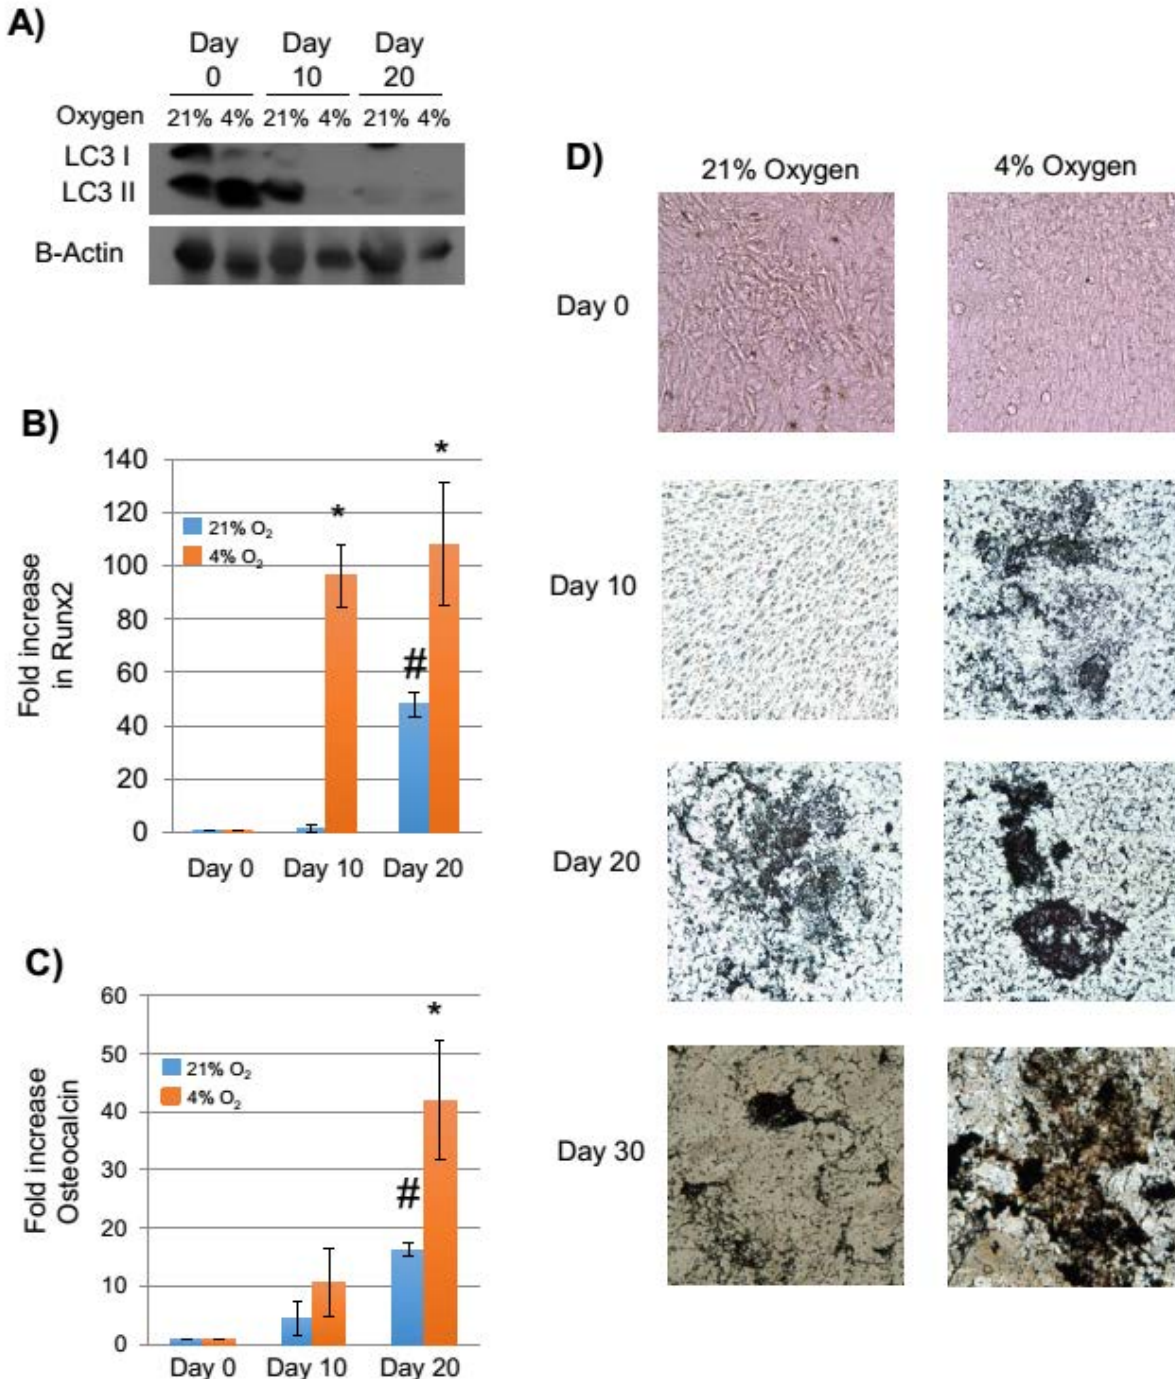 A)
Day Day Day
0 10 20
Oxygen 21% 4% 21% 4% 21% 4%
LC3 I
LC3 II
B-Actin
B)
140
120
100
80
60
40
20
0
Fold increase
in Runx2
21% O₂
4% O₂
*
#
*
Day 0 Day 10 Day 20
C)
60
50
40
30
20
10
0
Fold increase
Osteocalcin
21% O₂
4% O₂
#
*
Day 0 Day 10 Day 20
D)
21% Oxygen 4% Oxygen
Day 0
Day 10
Day 20
Day 30